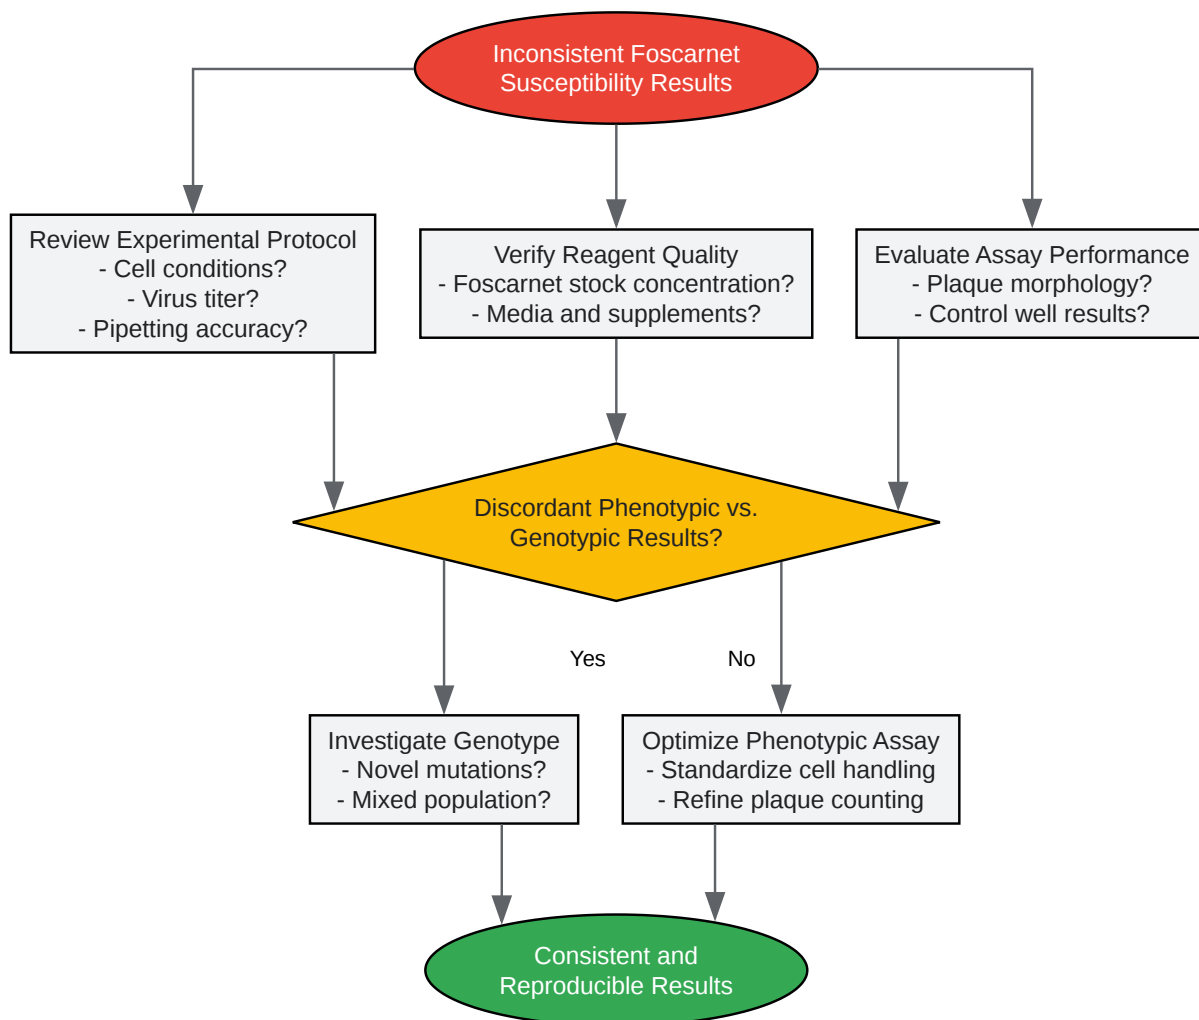 Inconsistent Foscarnet
Susceptibility Results
Review Experimental Protocol
- Cell conditions?
- Virus titer?
- Pipetting accuracy?
Verify Reagent Quality
- Foscarnet stock concentration?
- Media and supplements?
Evaluate Assay Performance
- Plaque morphology?
- Control well results?
Discordant Phenotypic vs.
Genotypic Results?
Yes
No
Investigate Genotype
- Novel mutations?
- Mixed population?
Optimize Phenotypic Assay
- Standardize cell handling
- Refine plaque counting
Consistent and
Reproducible Results